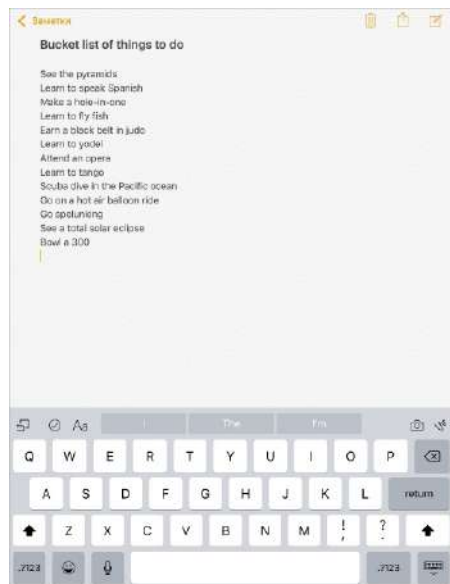 Заметки
Bucket list of things to do
See the pyramids
Learn to speak Spanish
Make a hole-in-one
Learn to fly fish
Earn a black belt in judo
Learn to yodel
Attend an opera
Learn to tango
Scuba dive in the Pacific ocean
Go on a hot air balloon ride
Go spelunking
See a total solar eclipse
Bowl a 300
Aa I The I'm
Q W E R T Y U I O P
A S D F G H J K L return
Z X C V B N M ! , ? .
.?123 .?123